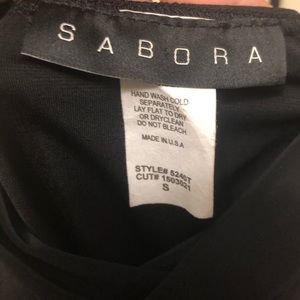 SABORA
HAND WASH COLD
SEPARATELY
LAY FLAT TO DRY
OR DRYCLEAN
DO NOT BLEACH
MADE IN U.S.A
STYLE# 5240T
CUT# 1503021
S